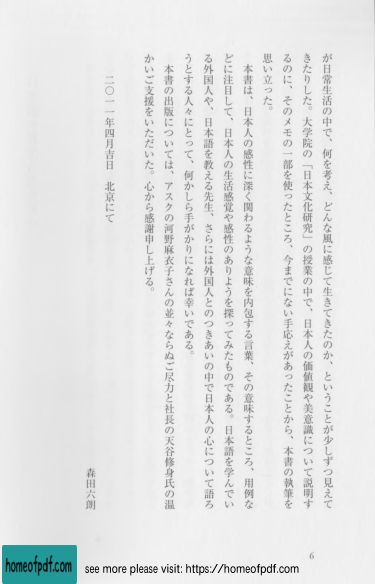 が日常生活の中で、何を考え、どんな風に感じて生きてきたのか、ということが少しずつ見えて
きたりした。大学院の「日本文化研究」の授業の中で、日本人の価値観や美意識について説明す
るのに、そのメモの一部を使ったところ、今までにない手応えがあったことから、本書の執筆を
思い立った。
本書は、日本人の感性に深く関わるような意味を内包する言葉、その意味するところ、用例な
どに注目して、日本人の生活感覚や感性のありようを探ってみたものである。日本語を学んでい
る外国人や、日本語を教える先生、さらには外国人とのつきあいの中で日本人の心について語ろ
うとする人々にとって、何かしら手がかりになれば幸いである。
本書の出版については、アスクの河野麻衣子さんの並々ならぬご尽力と社長の天谷修身氏の温
かいご支援をいただいた。心から感謝申し上げる。
二〇一一年四月吉日 北京にて
森田六朗
6
homeofpdf.com
see more please visit: https://homeofpdf.com